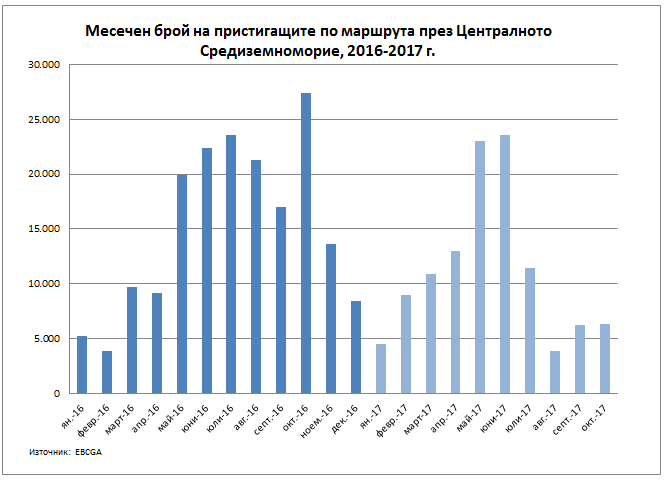 Месечен брой на пристигащите по маршрута през Централното
Средиземноморие, 2016-2017 г.
30.000
25.000
20.000
15.000
10.000
5.000
0
ян.-16
февр.-16
март-16
апр.-16
май-16
юни-16
юли-16
авг.-16
септ.-16
окт.-16
ноем.-16
дек.-16
ян.-17
февр.-17
март-17
апр.-17
май-17
юни-17
юли-17
авг.-17
септ.-17
окт.-17
Източник: EBCGA